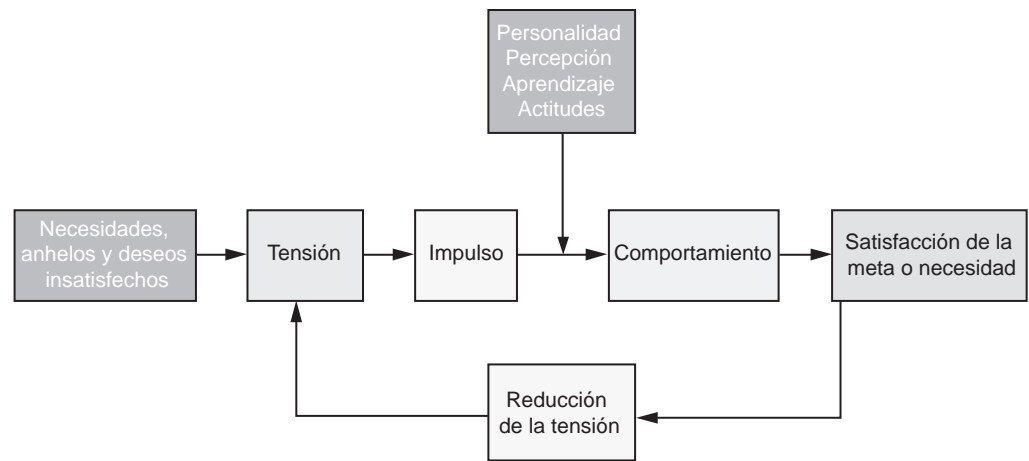 Personalidad
Percepción
Aprendizaje
Actitudes
Necesidades,
anhelos y deseos
insatisfechos
Tensión
Impulso
Comportamiento
Satisfacción de la
meta o necesidad
Reducción
de la tensión